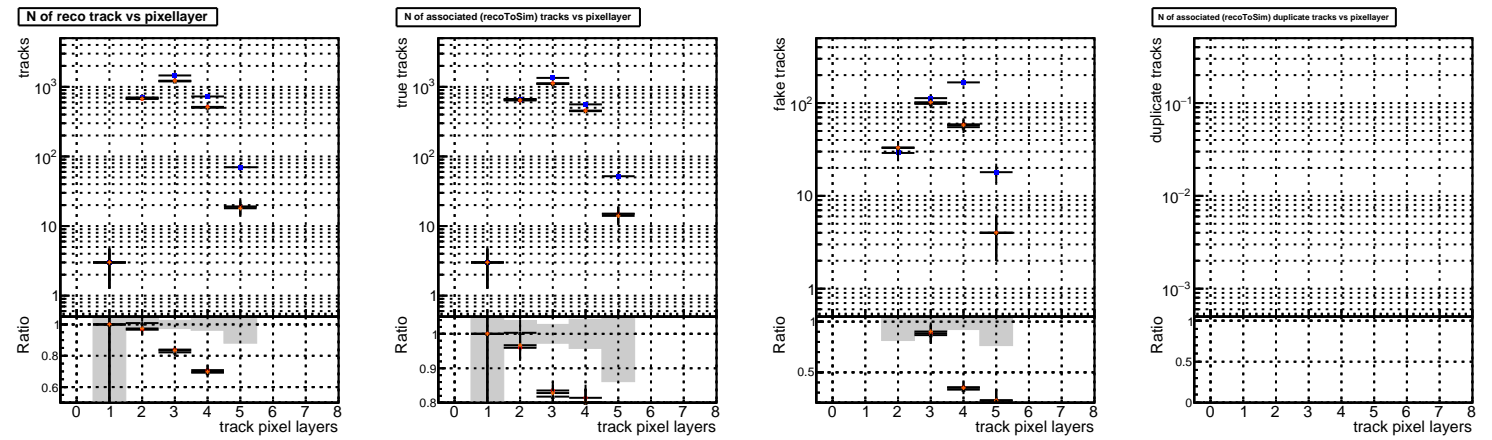 N of reco track vs pixellayer
tracks
10³
10²
10
1
Ratio
1
0.8
0.6
0 1 2 3 4 5 6 7 8
track pixel layers
N of associated (recoToSim) tracks vs pixellayer
true tracks
10³
10²
10
1
Ratio
1
0.9
0.8
0 1 2 3 4 5 6 7 8
track pixel layers
fake tracks
10²
10
1
Ratio
1
0.5
0 1 2 3 4 5 6 7 8
track pixel layers
N of associated (recoToSim) duplicate tracks vs pixellayer
duplicate tracks
10⁻¹
10⁻²
10⁻³
Ratio
1
0.5
0
0 1 2 3 4 5 6 7 8
track pixel layers